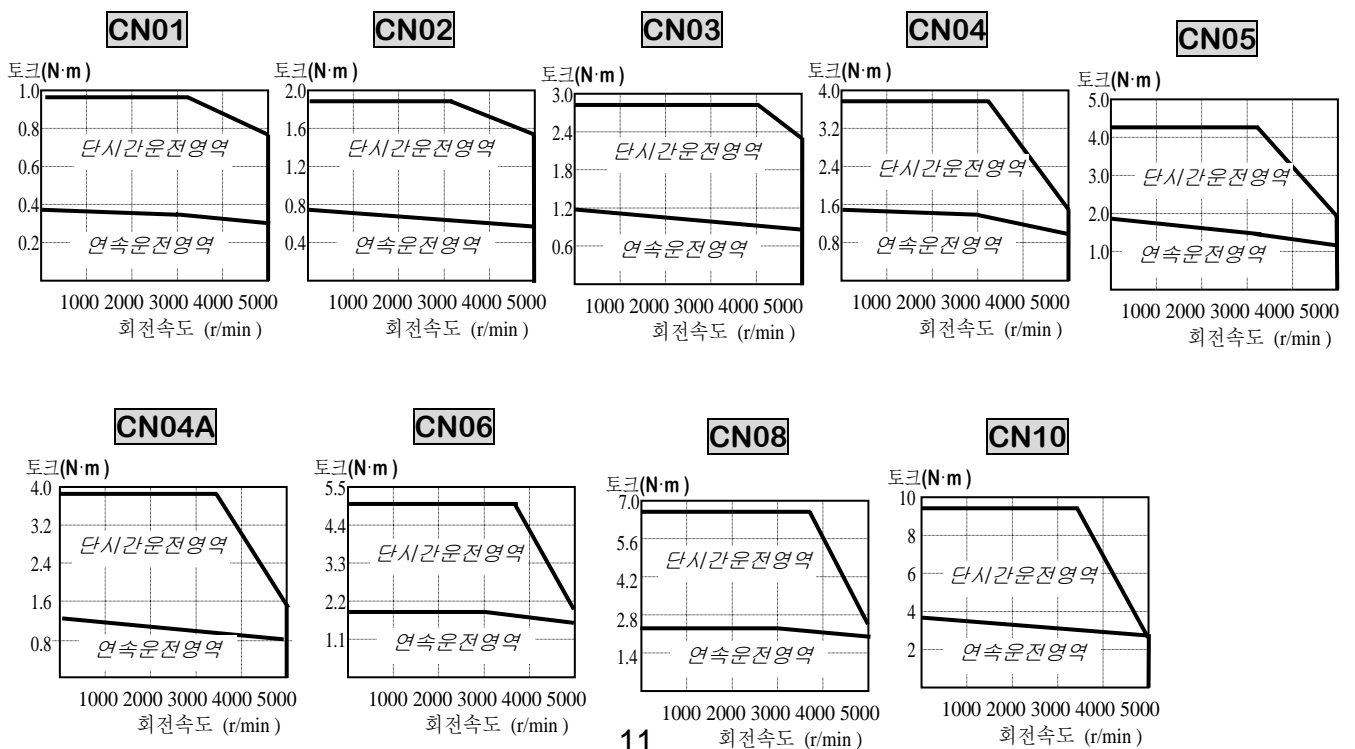 CN01
토크(N·m )
1.0
0.8
단시간운전영역
0.6
0.4
0.2
연속운전영역
1000 2000 3000 4000 5000
회전속도 (r/min )
CN02
토크(N·m )
2.0
1.6
단시간운전영역
1.2
0.8
0.4
연속운전영역
1000 2000 3000 4000 5000
회전속도 (r/min )
CN03
토크(N·m )
3.0
2.4
단시간운전영역
1.8
1.2
0.6
연속운전영역
1000 2000 3000 4000 5000
회전속도 (r/min )
CN04
토크(N·m )
4.0
3.2
단시간운전영역
2.4
1.6
0.8
연속운전영역
1000 2000 3000 4000 5000
회전속도 (r/min )
CN05
토크(N·m )
5.0
4.0
3.0
단시간운전영역
2.0
1.0
연속운전영역
1000 2000 3000 4000 5000
회전속도 (r/min )
CN04A
토크(N·m )
4.0
3.2
단시간운전영역
2.4
1.6
0.8
연속운전영역
1000 2000 3000 4000 5000
회전속도 (r/min )
CN06
토크(N·m )
5.5
4.4
단시간운전영역
3.3
2.2
1.1
연속운전영역
1000 2000 3000 4000 5000
회전속도 (r/min )
CN08
토크(N·m )
7.0
5.6
단시간운전영역
4.2
2.8
1.4
연속운전영역
1000 2000 3000 4000 5000
회전속도 (r/min )
CN10
토크(N·m )
10
8
6
단시간운전영역
4
2
연속운전영역
1000 2000 3000 4000 5000
회전속도 (r/min )
11